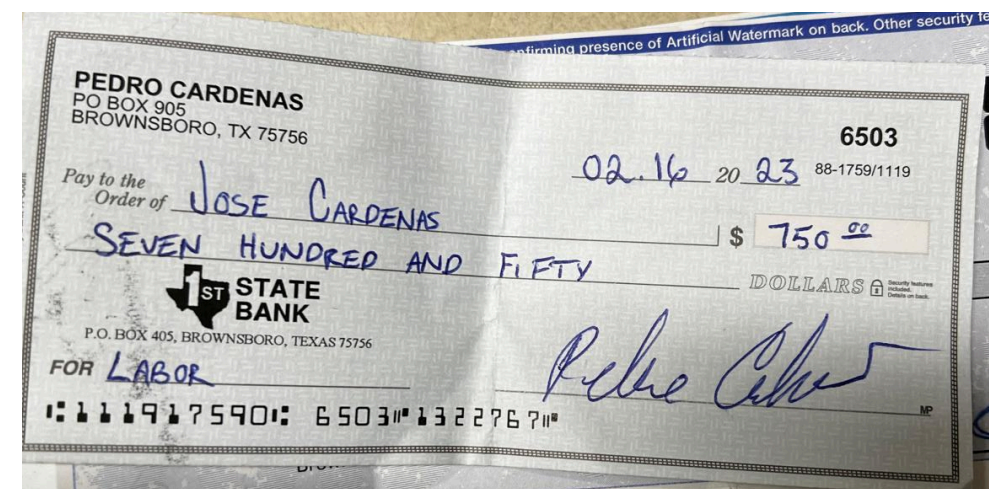 nfirming presence of Artificial Watermark on back. Other security fe
PEDRO CARDENAS
PO BOX 905
BROWNSBORO, TX 75756
6503
02.16 20 23 88-1759/1119
Pay to the
Order of JOSE CARDENAS
$ 750 00
SEVEN HUNDRED AND FIFTY
DOLLARS Security features
included.
Details on back.
1ST STATE
BANK
P.O. BOX 405, BROWNSBORO, TEXAS 75756
FOR LABOR
Pedro
MP
⑆111917590⑆ 6503⑈1322767⑈